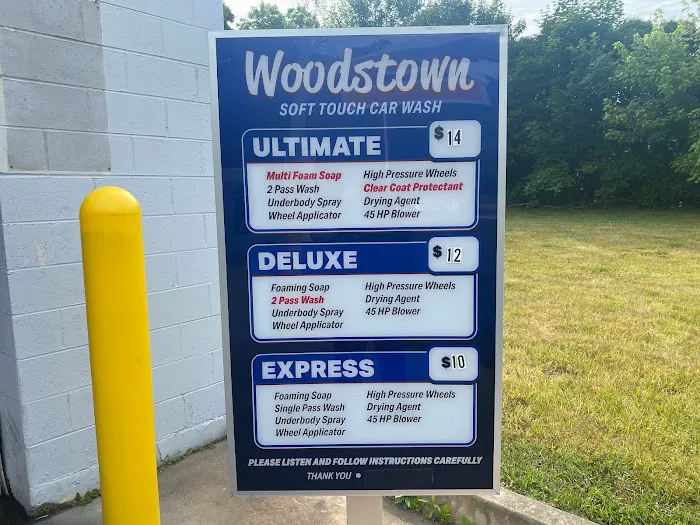 Woodstown
SOFT TOUCH CAR WASH
ULTIMATE
$14
Multi Foam Soap
2 Pass Wash
Underbody Spray
Wheel Applicator
High Pressure Wheels
Clear Coat Protectant
Drying Agent
45 HP Blower
DELUXE
$12
Foaming Soap
2 Pass Wash
Underbody Spray
Wheel Applicator
High Pressure Wheels
Drying Agent
45 HP Blower
EXPRESS
$10
Foaming Soap
Single Pass Wash
Underbody Spray
Wheel Applicator
High Pressure Wheels
Drying Agent
45 HP Blower
PLEASE LISTEN AND FOLLOW INSTRUCTIONS CAREFULLY
THANK YOU